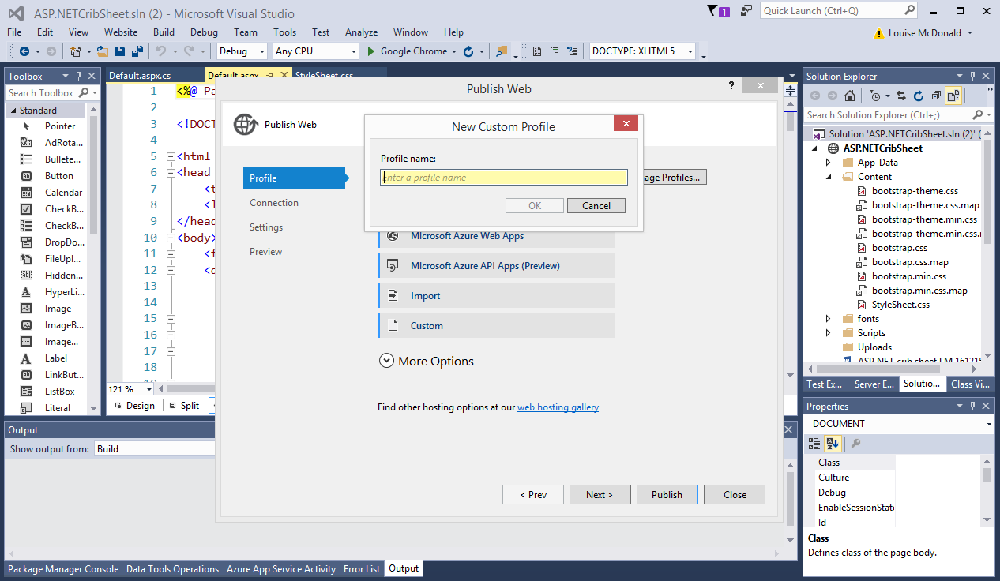 ASP.NETCribSheet.sln (2) - Microsoft Visual Studio
1
Quick Launch (Ctrl+Q)
File Edit View Website Build Debug Team Tools Test Analyze Window Help
Louise McDonald
Debug Any CPU Google Chrome DOCTYPE: XHTML5
Toolbox
Search Toolbox
Standard
Pointer
AdRota...
Bullete...
Button
Calendar
CheckB...
CheckB...
DropDo...
FileUpl...
Hidden...
HyperLi...
Image
ImageB...
Image...
Label
LinkBut...
ListBox
Literal
Default.aspx.cs Default.aspx StyleSheet.css
1 <%@ Pa
2
3 <!DOCT
4
5 <html
6 <head
7 <t
8 <l
9 </head
10 <body>
11 <f
12 <d
13
14
15
16
17
18
121 %
Design Split
Publish Web
?
Publish Web
Profile
Connection
Settings
Preview
age Profiles...
New Custom Profile
Profile name:
Enter a profile name
OK Cancel
Microsoft Azure Web Apps
Microsoft Azure API Apps (Preview)
Import
Custom
More Options
Find other hosting options at our web hosting gallery
< Prev Next > Publish Close
Solution Explorer
Search Solution Explorer (Ctrl+;)
Solution 'ASP.NETCribSheet.sln (2)' (
ASP.NETCribSheet
App_Data
Content
bootstrap-theme.css
bootstrap-theme.css.map
bootstrap-theme.min.css
bootstrap-theme.min.css.
bootstrap.css
bootstrap.css.map
bootstrap.min.css
bootstrap.min.css.map
StyleSheet.css
fonts
Scripts
Uploads
ASP.NET crib sheet LM 161215
Test Ex... Server E... Solutio... Class Vi...
Properties
DOCUMENT
Class
Culture
Debug
EnableSessionState
Id
Class
Defines class of the page body.
Output
Show output from: Build
Package Manager Console Data Tools Operations Azure App Service Activity Error List Output